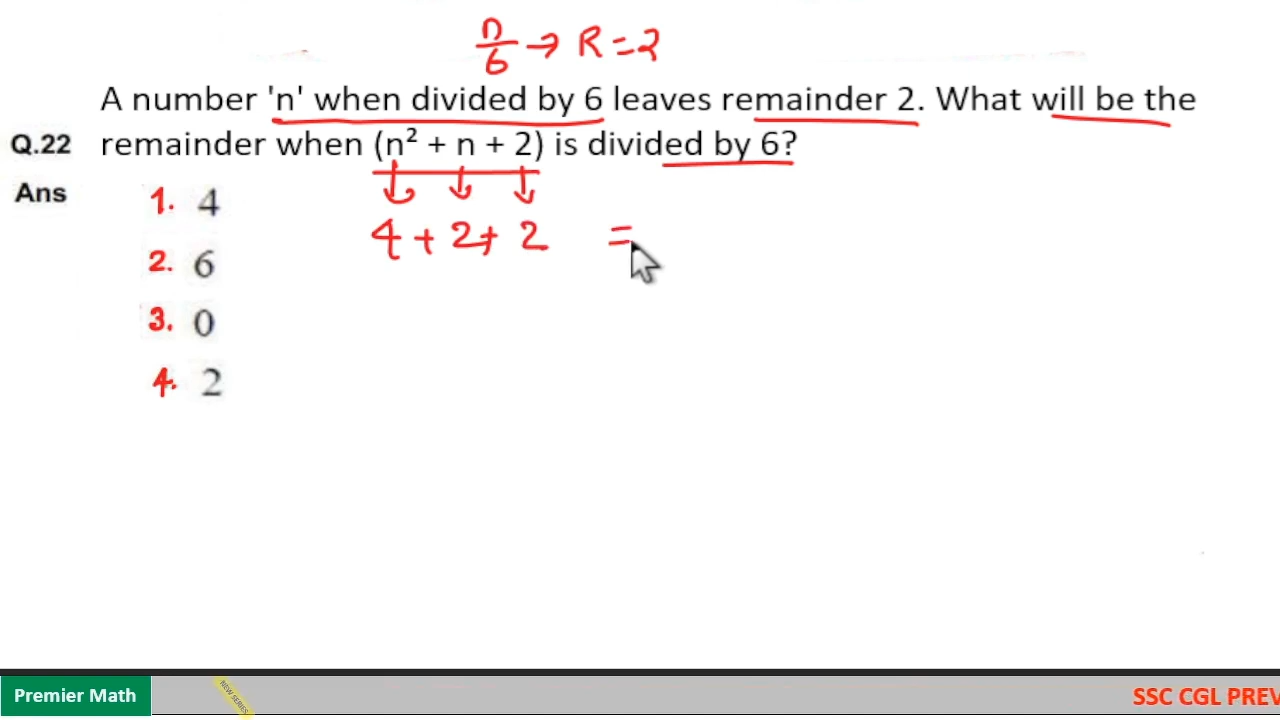 n/6 → R = 2
A number 'n' when divided by 6 leaves remainder 2. What will be the
Q.22 remainder when (n² + n + 2) is divided by 6?
Ans
1. 4
4 + 2 + 2 =
2. 6
3. 0
4. 2
NEW SERIES
Premier Math
SSC CGL PREV